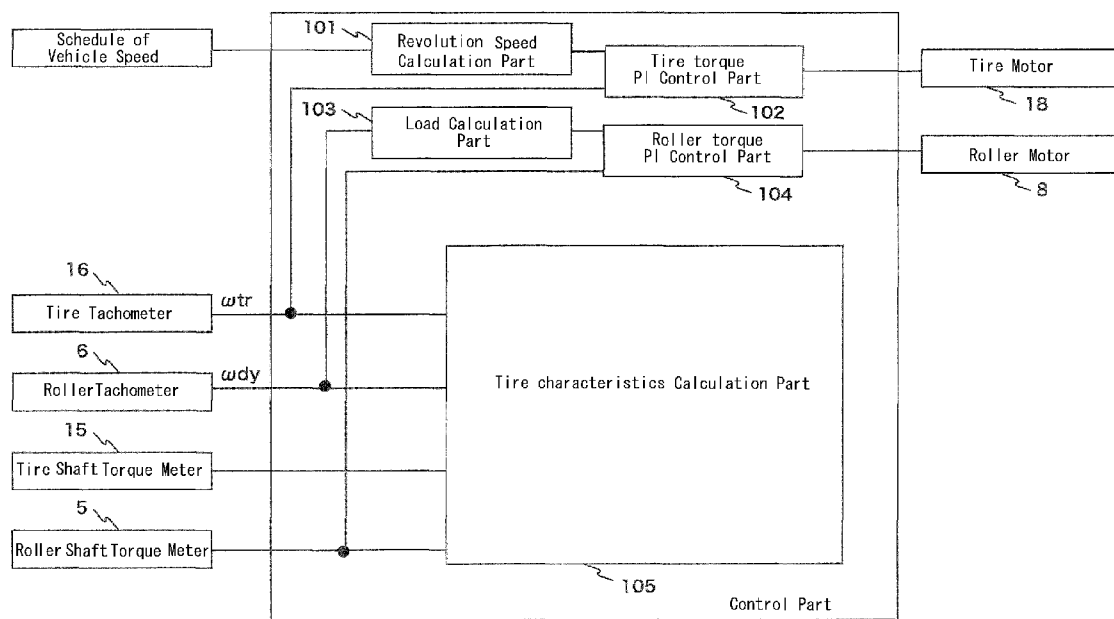 101
Schedule of
Vehicle Speed
Revolution Speed
Calculation Part
Tire torque
PI Control Part
102
Tire Motor
18
103
Load Calculation
Part
Roller torque
PI Control Part
104
Roller Motor
8
16
Tire Tachometer
ωtr
6
RollerTachometer
ωdy
15
Tire Shaft Torque Meter
5
Roller Shaft Torque Meter
Tire characteristics Calculation Part
105
Control Part